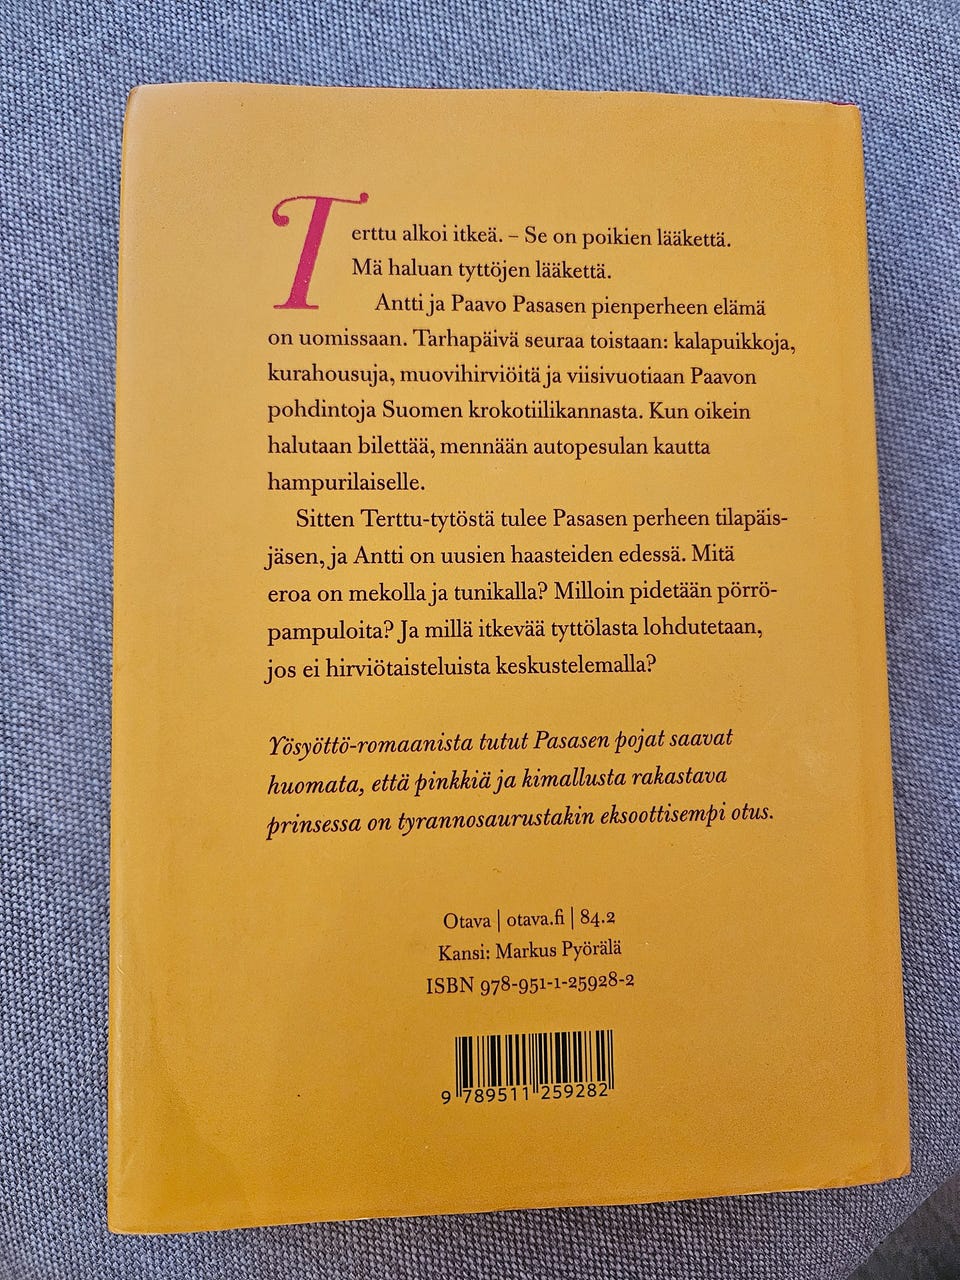 Terttu alkoi itkeä. – Se on poikien lääkettä.
Mä haluan tyttöjen lääkettä.
Antti ja Paavo Pasasen pienperheen elämä
on uomissaan. Tarhapäivä seuraa toistaan: kalapuikkoja,
kurahousuja, muovihirviöitä ja viisivuotiaan Paavon
pohdintoja Suomen krokotiilikannasta. Kun oikein
halutaan bilettää, mennään autopesulan kautta
hampurilaiselle.
Sitten Terttu-tytöstä tulee Pasasen perheen tilapäis-
jäsen, ja Antti on uusien haasteiden edessä. Mitä
eroa on mekolla ja tunikalla? Milloin pidetään pörrö-
pampuloita? Ja millä itkevää tyttölasta lohdutetaan,
jos ei hirviötaisteluista keskustelemalla?
Yösyöttö-romaanista tutut Pasasen pojat saavat
huomata, että pinkkiä ja kimallusta rakastava
prinsessa on tyrannosaurustakin eksoottisempi otus.
Otava | otava.fi | 84.2
Kansi: Markus Pyörälä
ISBN 978-951-1-25928-2
9 789511 259282